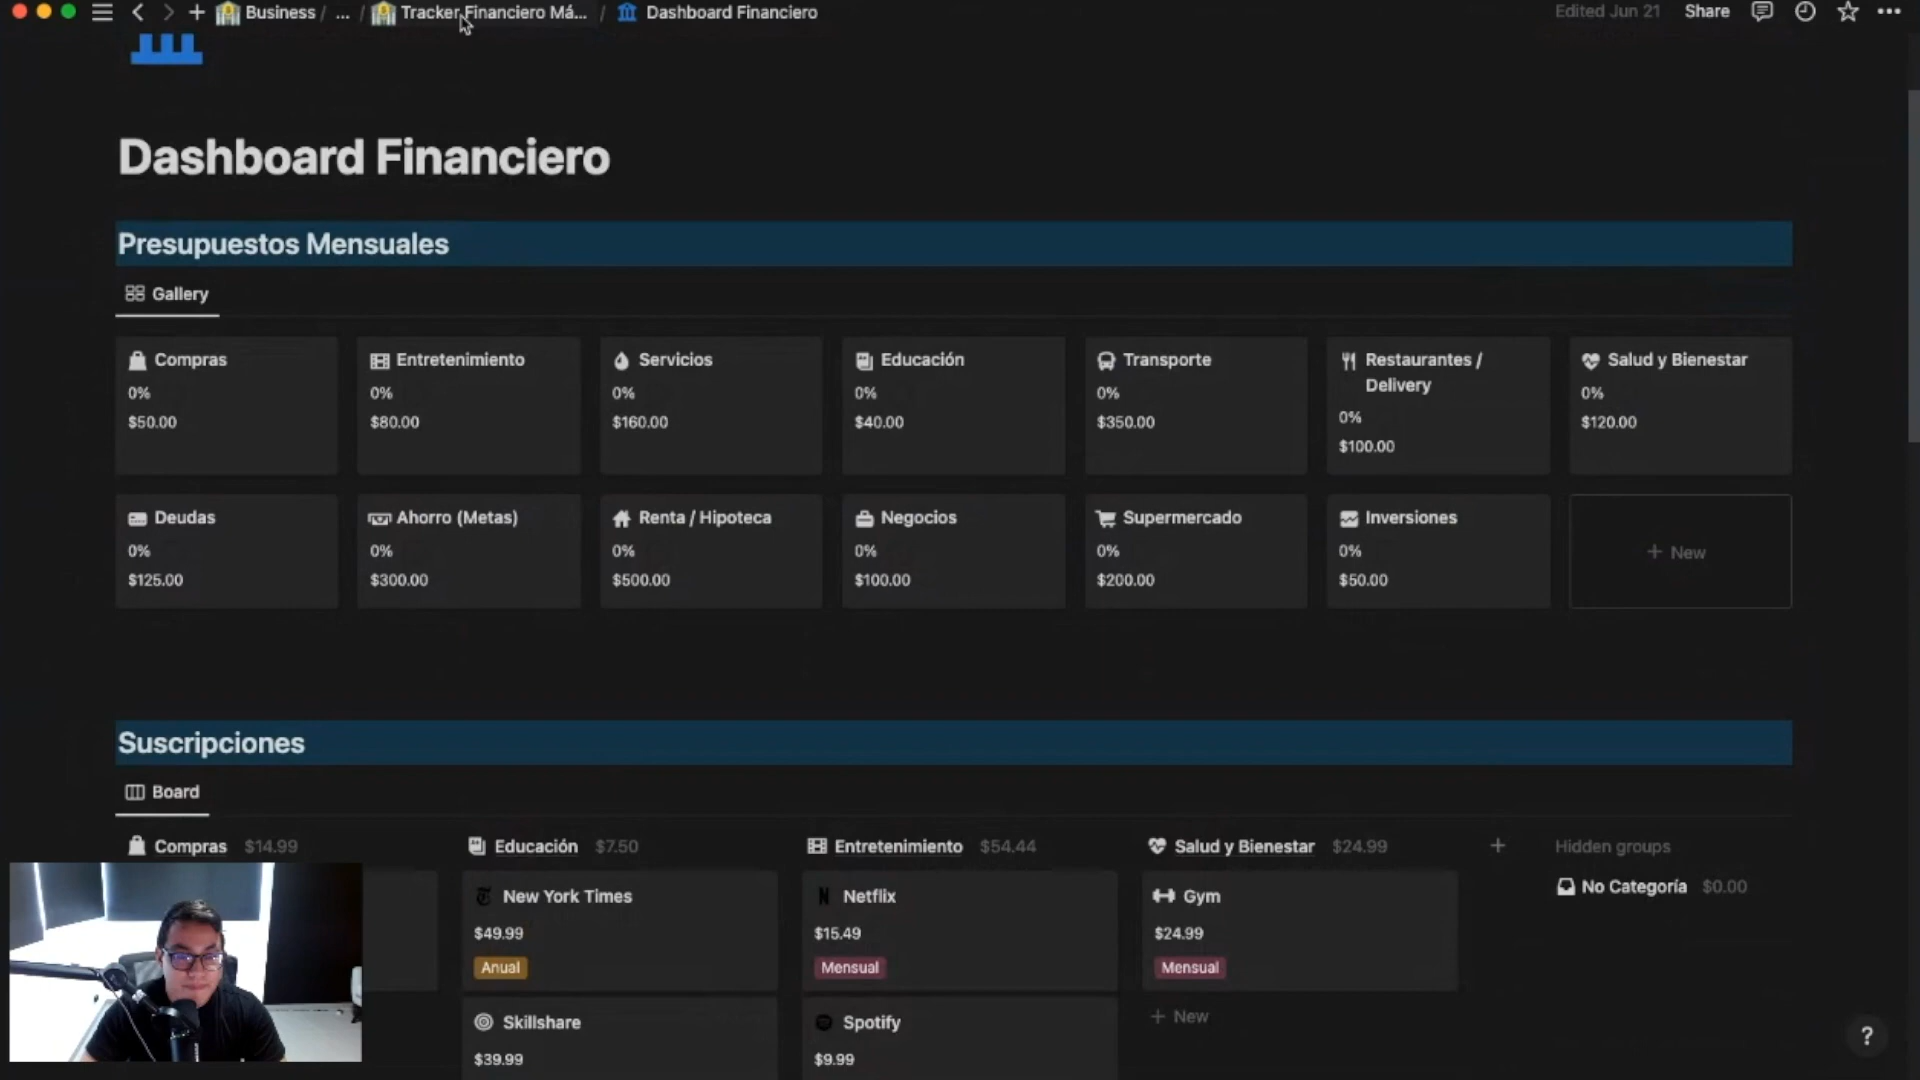 Business / ... / Tracker Financiero Má... / Dashboard Financiero
Edited Jun 21 Share
Dashboard Financiero
Presupuestos Mensuales
Gallery
Compras
0%
$50.00
Entretenimiento
0%
$80.00
Servicios
0%
$160.00
Educación
0%
$40.00
Transporte
0%
$350.00
Restaurantes /
Delivery
0%
$100.00
Salud y Bienestar
0%
$120.00
Deudas
0%
$125.00
Ahorro (Metas)
0%
$300.00
Renta / Hipoteca
0%
$500.00
Negocios
0%
$100.00
Supermercado
0%
$200.00
Inversiones
0%
$50.00
+ New
Suscripciones
Board
Compras $14.99
Educación $7.50
New York Times
$49.99
Anual
Skillshare
$39.99
Entretenimiento $54.44
Netflix
$15.49
Mensual
Spotify
$9.99
Salud y Bienestar $24.99
Gym
$24.99
Mensual
+ New
Hidden groups
No Categoría $0.00
?